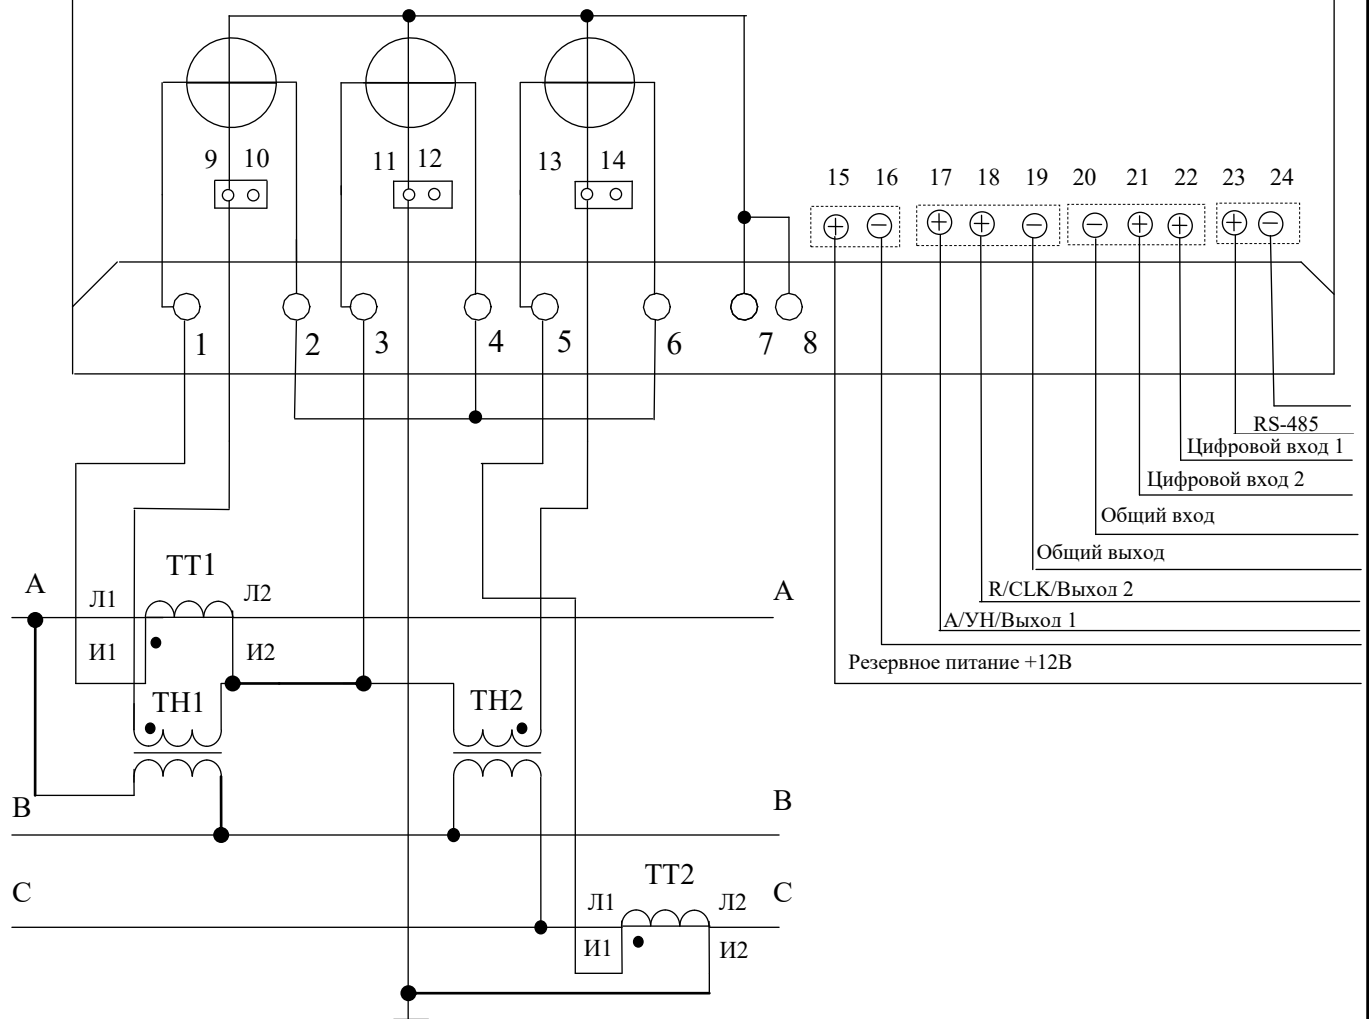 9 10
11 12
13 14
15 16 17 18 19 20 21 22 23 24
1 2 3 4 5 6 7 8
RS-485
Цифровой вход 1
Цифровой вход 2
Общий вход
Общий выход
R/CLK/Выход 2
А/УН/Выход 1
Резервное питание +12В
ТТ1
А Л1 Л2 А
И1 И2
ТН1 ТН2
В В
ТТ2
С Л1 Л2 С
И1 И2